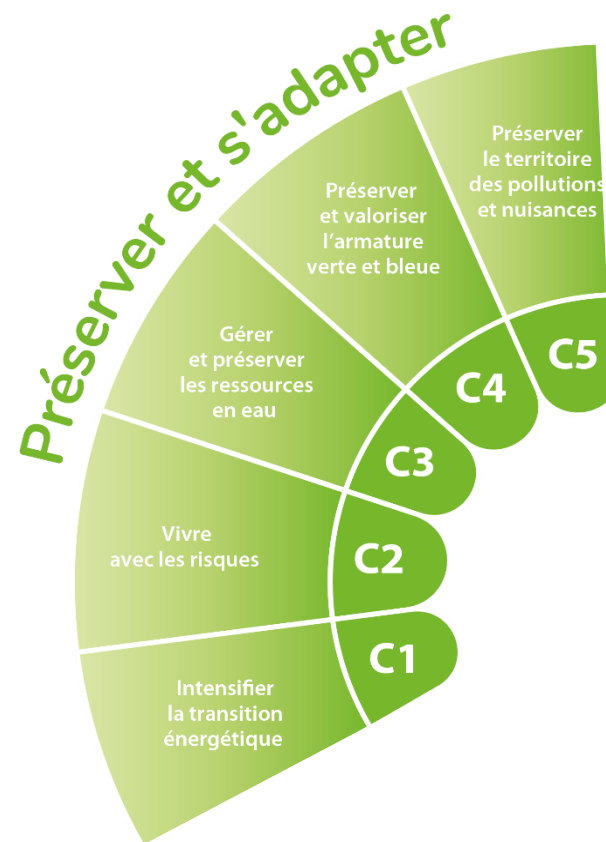 Préserver et s'adapter
Préserver
le territoire
des pollutions
et nuisances
C5
Préserver
et valoriser
l'armature
verte et bleue
C4
Gérer
et préserver
les ressources
en eau
C3
Vivre
avec les risques
C2
Intensifier
la transition
énergétique
C1